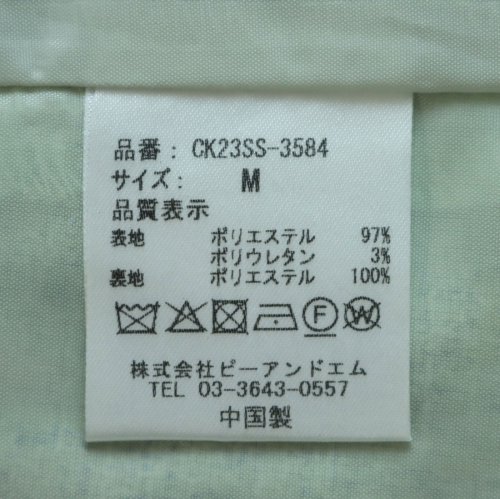 品番: CK23SS-3584
サイズ: M
品質表示
表地 ポリエステル 97%
ポリウレタン 3%
裏地 ポリエステル 100%
F W
株式会社ピーアンドエム
TEL 03-3643-0557
中国製